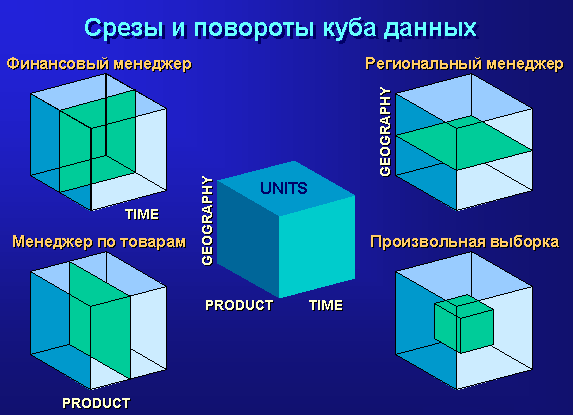 Срезы и повороты куба данных
Финансовый менеджер
Региональный менеджер
GEOGRAPHY
TIME
UNITS
GEOGRAPHY
PRODUCT TIME
Менеджер по товарам
Произвольная выборка
PRODUCT